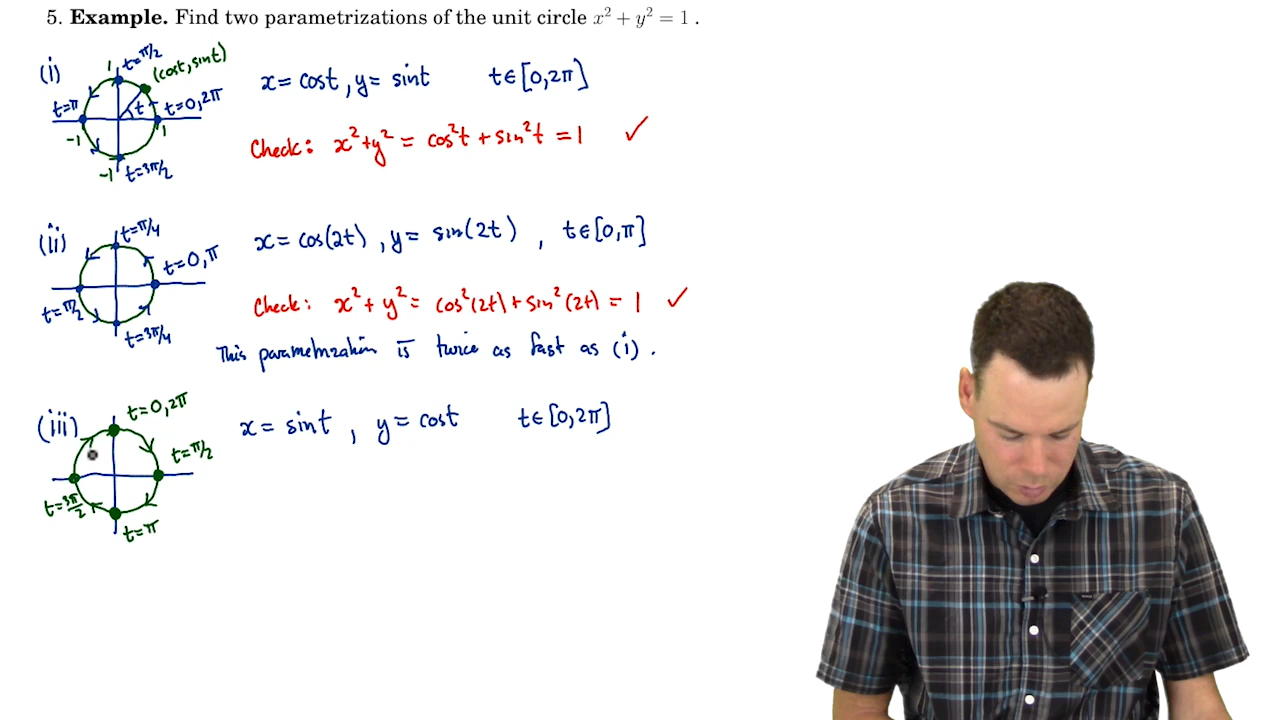 5. Example. Find two parametrizations of the unit circle x² + y² = 1 .
(i) 1 t=π/2 (cost, sint)
x = cost, y = sint t∈[0,2π]
t=π t t=0,2π
-1 1
Check: x²+y² = cos²t + sin²t = 1 ✓
-1 t=3π/2
(ii) t=π/4 x = cos(2t), y = sin(2t), t∈[0,π]
t=0,π
t=π/2 Check: x² + y² = cos²(2t) + sin²(2t) = 1 ✓
t=3π/4
This parametrization is twice as fast as (i).
(iii) t=0,2π x = sint, y = cost t∈[0,2π]
t=π/2
t=3π/2
t=π